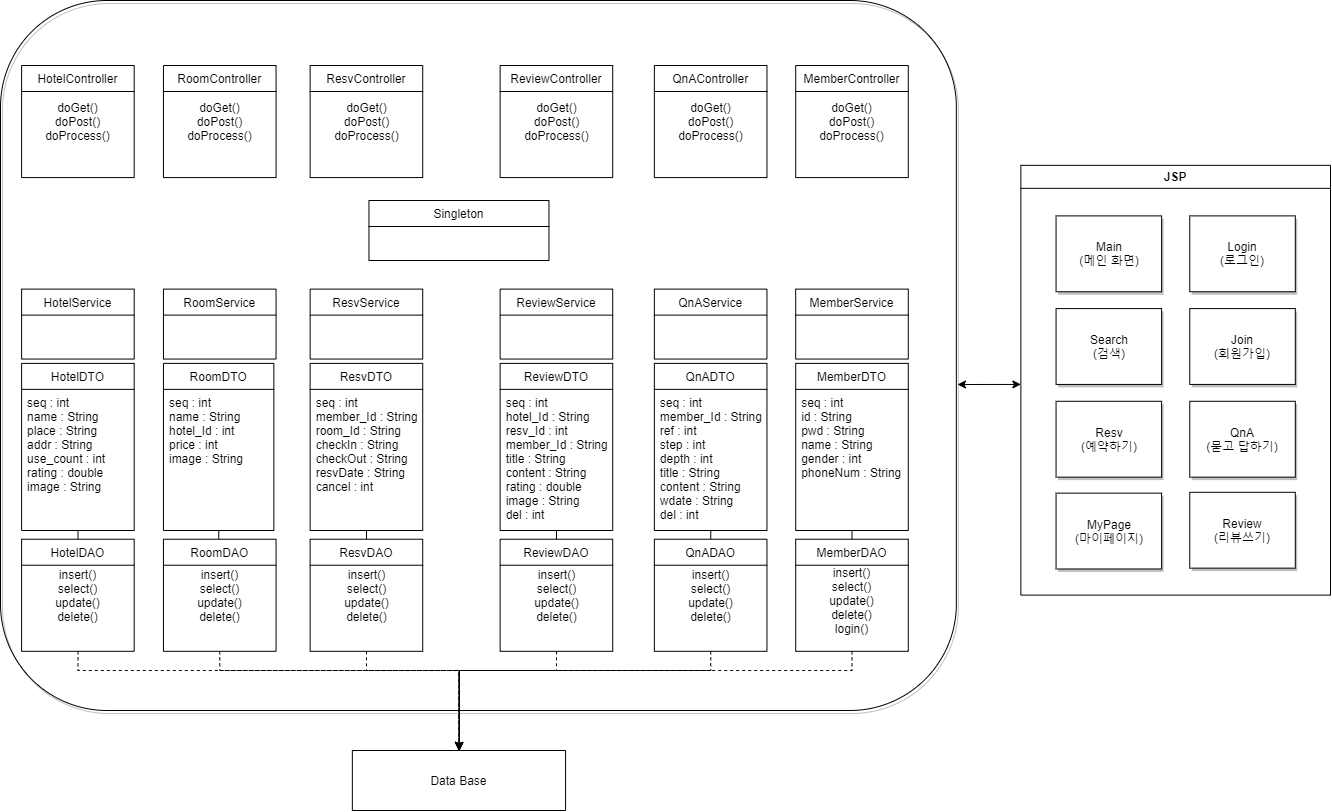 HotelController
doGet()
doPost()
doProcess()
RoomController
doGet()
doPost()
doProcess()
ResvController
doGet()
doPost()
doProcess()
ReviewController
doGet()
doPost()
doProcess()
QnAController
doGet()
doPost()
doProcess()
MemberController
doGet()
doPost()
doProcess()
Singleton
HotelService
RoomService
ResvService
ReviewService
QnAService
MemberService
HotelDTO
seq : int
name : String
place : String
addr : String
use_count : int
rating : double
image : String
RoomDTO
seq : int
name : String
hotel_Id : int
price : int
image : String
ResvDTO
seq : int
member_Id : String
room_Id : String
checkIn : String
checkOut : String
resvDate : String
cancel : int
ReviewDTO
seq : int
hotel_Id : String
resv_Id : int
member_Id : String
title : String
content : String
rating : double
image : String
del : int
QnADTO
seq : int
member_Id : String
ref : int
step : int
depth : int
title : String
content : String
wdate : String
del : int
MemberDTO
seq : int
id : String
pwd : String
name : String
gender : int
phoneNum : String
HotelDAO
insert()
select()
update()
delete()
RoomDAO
insert()
select()
update()
delete()
ResvDAO
insert()
select()
update()
delete()
ReviewDAO
insert()
select()
update()
delete()
QnADAO
insert()
select()
update()
delete()
MemberDAO
insert()
select()
update()
delete()
login()
Data Base
JSP
Main
(메인 화면)
Login
(로그인)
Search
(검색)
Join
(회원가입)
Resv
(예약하기)
QnA
(묻고 답하기)
MyPage
(마이페이지)
Review
(리뷰쓰기)